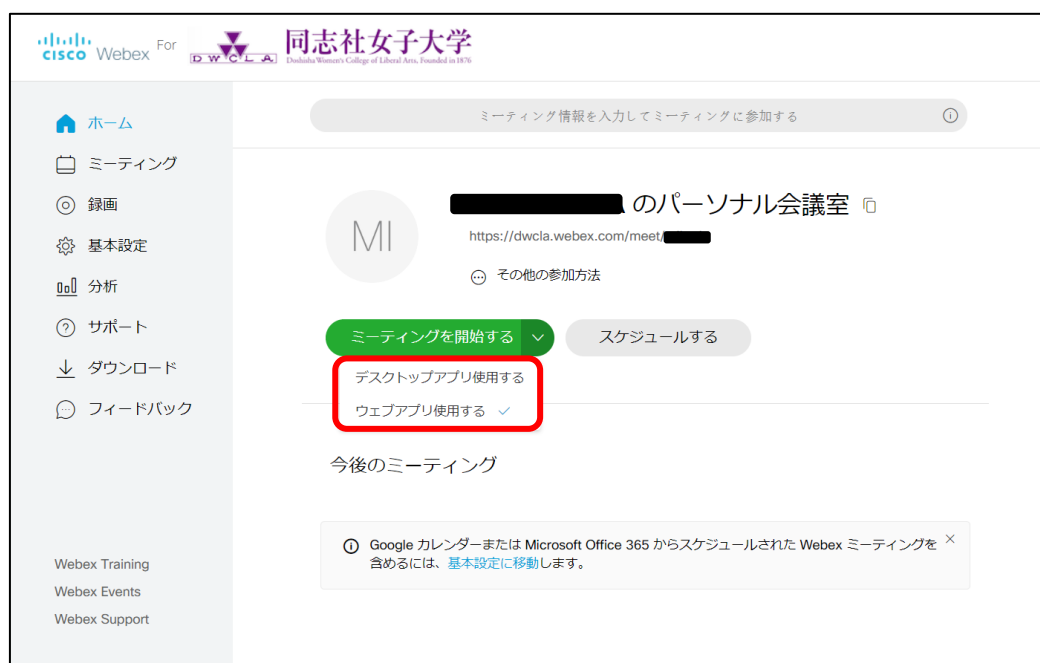 cisco Webex For DWCLA 同志社女子大学
Doshisha Women's College of Liberal Arts, Founded in 1876
ミーティング情報を入力してミーティングに参加する
ホーム
ミーティング
録画
基本設定
分析
サポート
ダウンロード
フィードバック
Webex Training
Webex Events
Webex Support
MI
のパーソナル会議室
https://dwcla.webex.com/meet/
その他の参加方法
ミーティングを開始する
スケジュールする
デスクトップアプリ使用する
ウェブアプリ使用する
今後のミーティング
Google カレンダーまたは Microsoft Office 365 からスケジュールされた Webex ミーティングを
含めるには、基本設定に移動します。